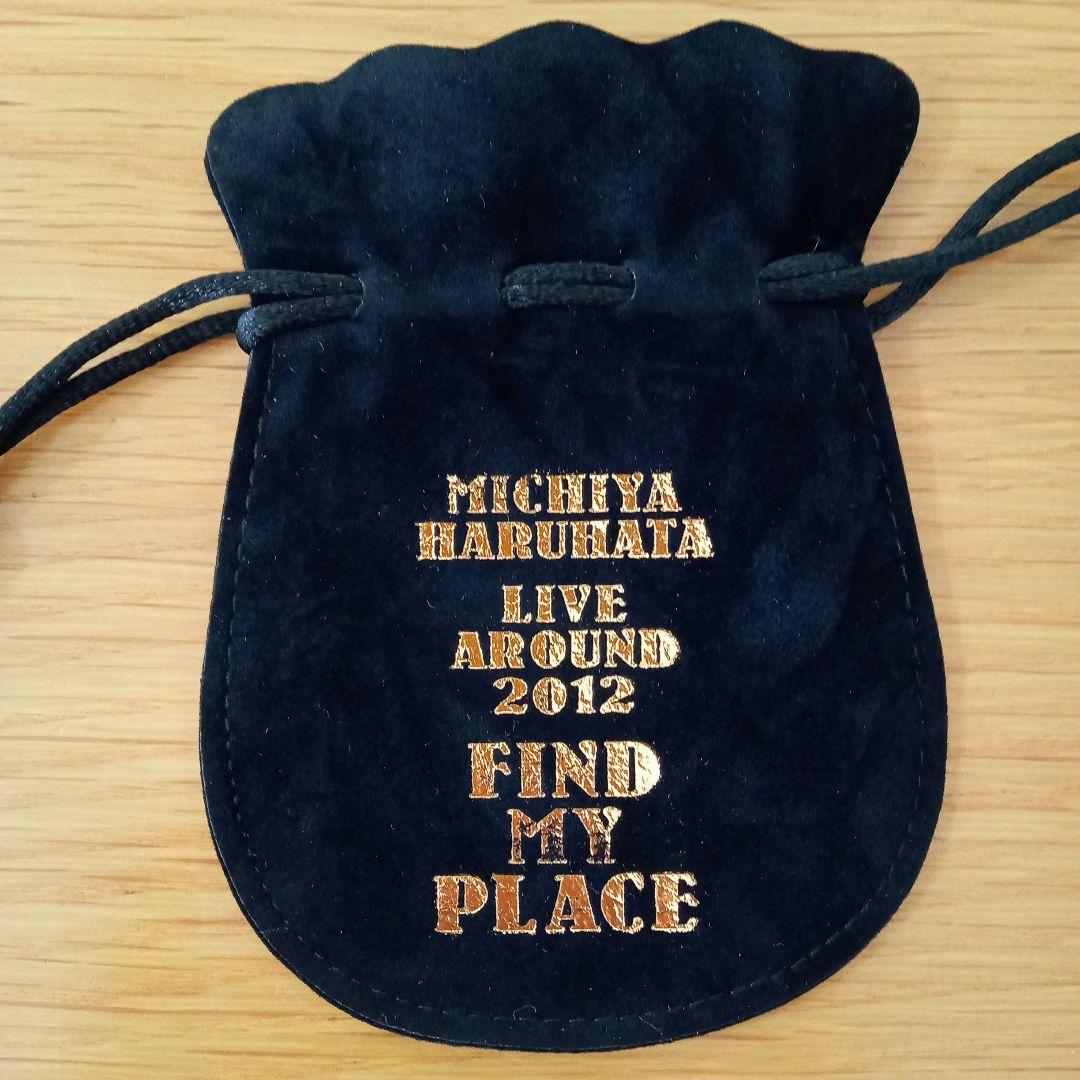 MICHIYA
HARUHATA
LIVE
AROUND
2012
FIND
MY
PLACE